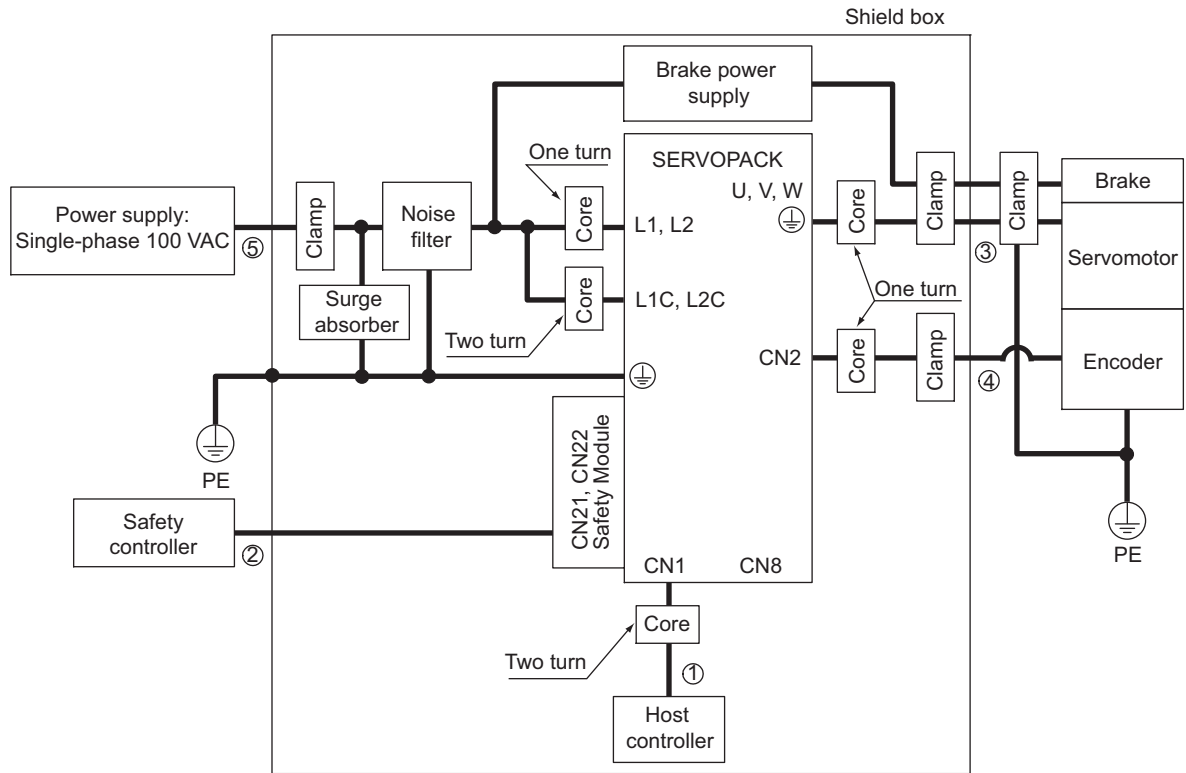 Shield box
Brake power
supply
One turn
SERVOPACK
U, V, W
Power supply:
Single-phase 100 VAC
⑤
Clamp
Noise
filter
Core
L1, L2
Core
Clamp
Clamp
③
Brake
Servomotor
Surge
absorber
Core
L1C, L2C
Two turn
One turn
CN2
Core
Clamp
④
Encoder
PE
CN21, CN22
Safety Module
Safety
controller
②
PE
CN1
CN8
Core
Two turn
①
Host
controller